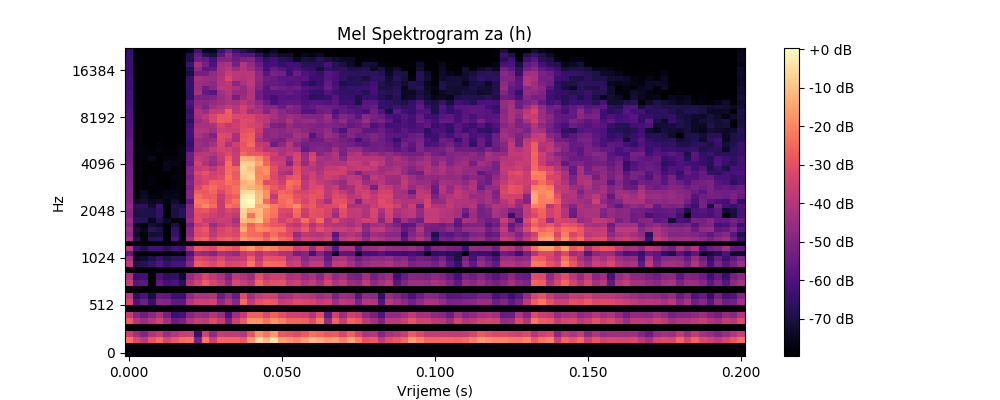 Mel Spektrogram za (h)
Hz
16384
8192
4096
2048
1024
512
0
0.000 0.050 0.100 0.150 0.200
Vrijeme (s)
+0 dB
-10 dB
-20 dB
-30 dB
-40 dB
-50 dB
-60 dB
-70 dB